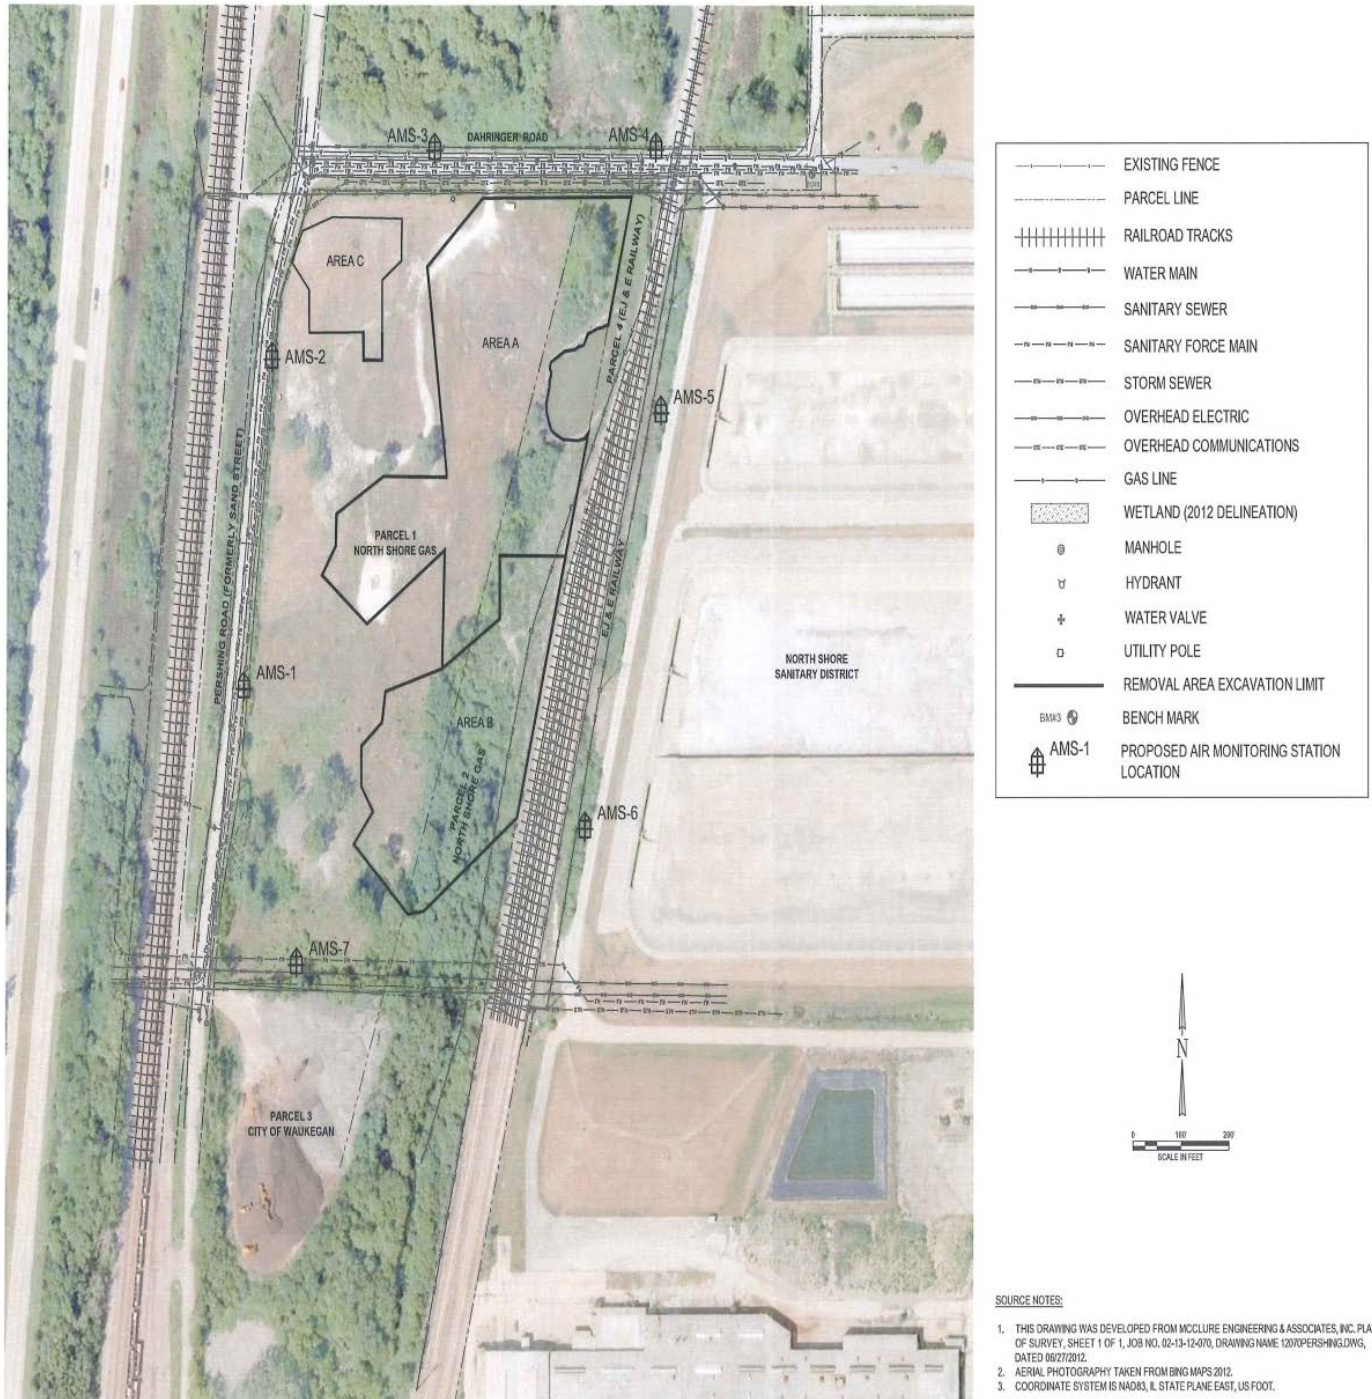 AMS-3
DAHRINGER ROAD
AMS-4
AREA C
AREA A
PARCEL 4 (EJ & E RAILWAY)
AMS-2
AMS-5
PERSHING ROAD (FORMERLY SAND STREET)
PARCEL 1
NORTH SHORE GAS
EJ & E RAILWAY
AMS-1
NORTH SHORE
SANITARY DISTRICT
AREA B
PARCEL 2
NORTH SHORE GAS
AMS-6
AMS-7
PARCEL 3
CITY OF WAUKEGAN
EXISTING FENCE
PARCEL LINE
RAILROAD TRACKS
WATER MAIN
SANITARY SEWER
SANITARY FORCE MAIN
STORM SEWER
OVERHEAD ELECTRIC
OVERHEAD COMMUNICATIONS
GAS LINE
WETLAND (2012 DELINEATION)
MANHOLE
HYDRANT
WATER VALVE
UTILITY POLE
REMOVAL AREA EXCAVATION LIMIT
BM#3 BENCH MARK
AMS-1 PROPOSED AIR MONITORING STATION
LOCATION
N
0 100' 200'
SCALE IN FEET
SOURCE NOTES:
1. THIS DRAWING WAS DEVELOPED FROM MCCLURE ENGINEERING & ASSOCIATES, INC. PLA
OF SURVEY, SHEET 1 OF 1, JOB NO. 02-13-12-070, DRAWING NAME 12070PERSHING.DWG,
DATED 06/27/2012.
2. AERIAL PHOTOGRAPHY TAKEN FROM BING MAPS 2012.
3. COORDINATE SYSTEM IS NAD83, IL STATE PLANE EAST, US FOOT.